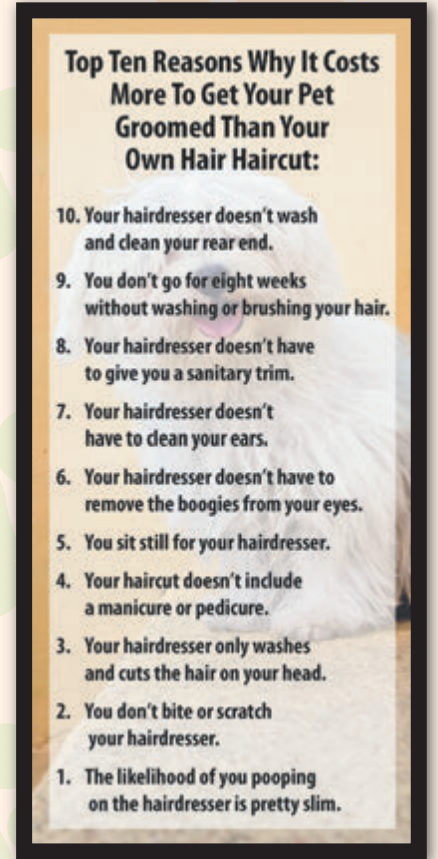 Top Ten Reasons Why It Costs
More To Get Your Pet
Groomed Than Your
Own Hair Haircut:
10. Your hairdresser doesn't wash
and clean your rear end.
9. You don't go for eight weeks
without washing or brushing your hair.
8. Your hairdresser doesn't have
to give you a sanitary trim.
7. Your hairdresser doesn't
have to clean your ears.
6. Your hairdresser doesn't have to
remove the boogies from your eyes.
5. You sit still for your hairdresser.
4. Your haircut doesn't include
a manicure or pedicure.
3. Your hairdresser only washes
and cuts the hair on your head.
2. You don't bite or scratch
your hairdresser.
1. The likelihood of you pooping
on the hairdresser is pretty slim.